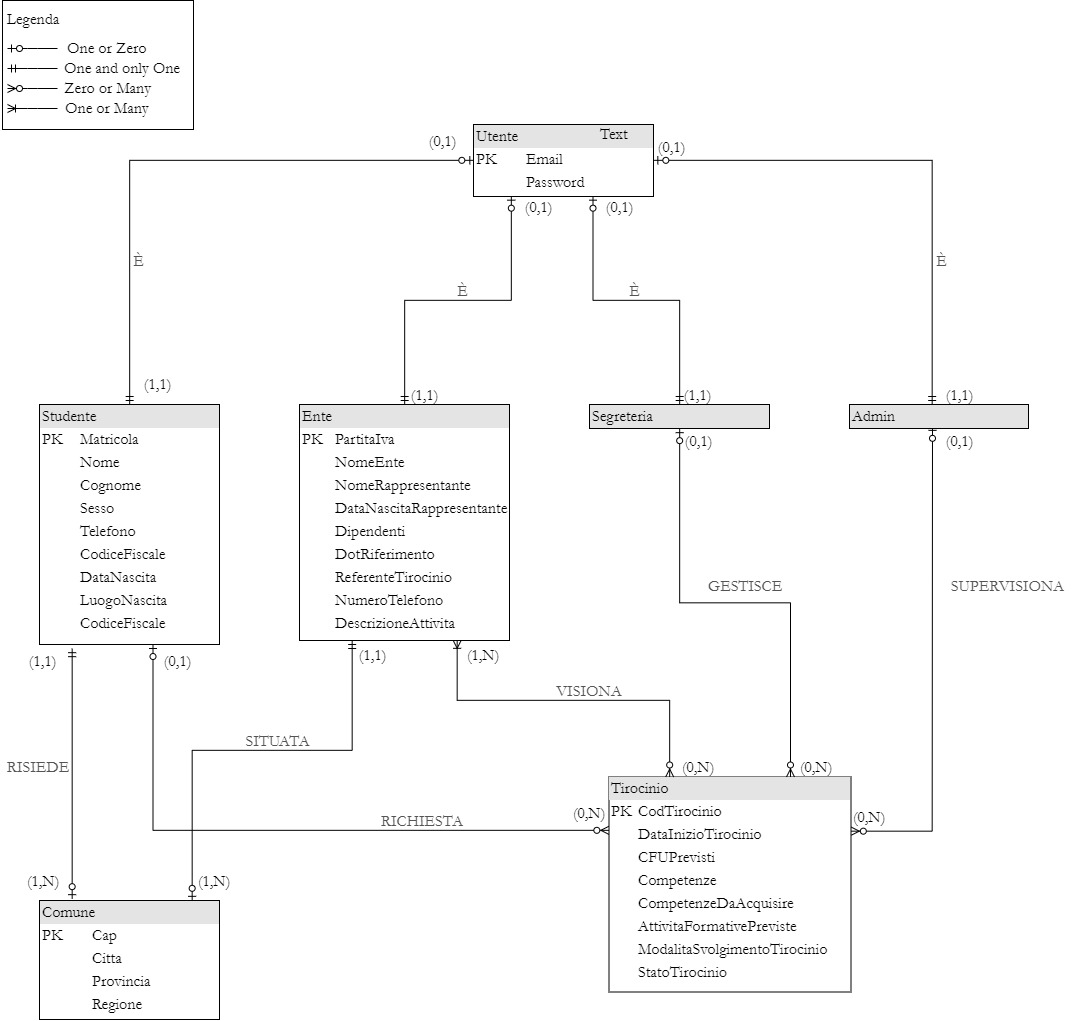 Legenda
One or Zero
One and only One
Zero or Many
One or Many
Utente Text
PK Email
Password
(0,1)
(0,1)
(0,1)
(0,1)
È
È
È
È
(1,1)
(1,1)
(1,1)
(1,1)
Studente
PK Matricola
Nome
Cognome
Sesso
Telefono
CodiceFiscale
DataNascita
LuogoNascita
CodiceFiscale
Ente
PK PartitaIva
NomeEnte
NomeRappresentante
DataNascitaRappresentante
Dipendenti
DotRiferimento
ReferenteTirocinio
NumeroTelefono
DescrizioneAttivita
Segreteria
Admin
(0,1)
(0,1)
GESTISCE
SUPERVISIONA
(1,1)
(0,1)
(1,1)
(1,N)
VISIONA
SITUATA
RISIEDE
RICHIESTA
(0,N)
(0,N)
(0,N)
(0,N)
(1,N)
(1,N)
Comune
PK Cap
Citta
Provincia
Regione
Tirocinio
PK CodTirocinio
DataInizioTirocinio
CFUPrevisti
Competenze
CompetenzeDaAcquisire
AttivitaFormativePreviste
ModalitaSvolgimentoTirocinio
StatoTirocinio